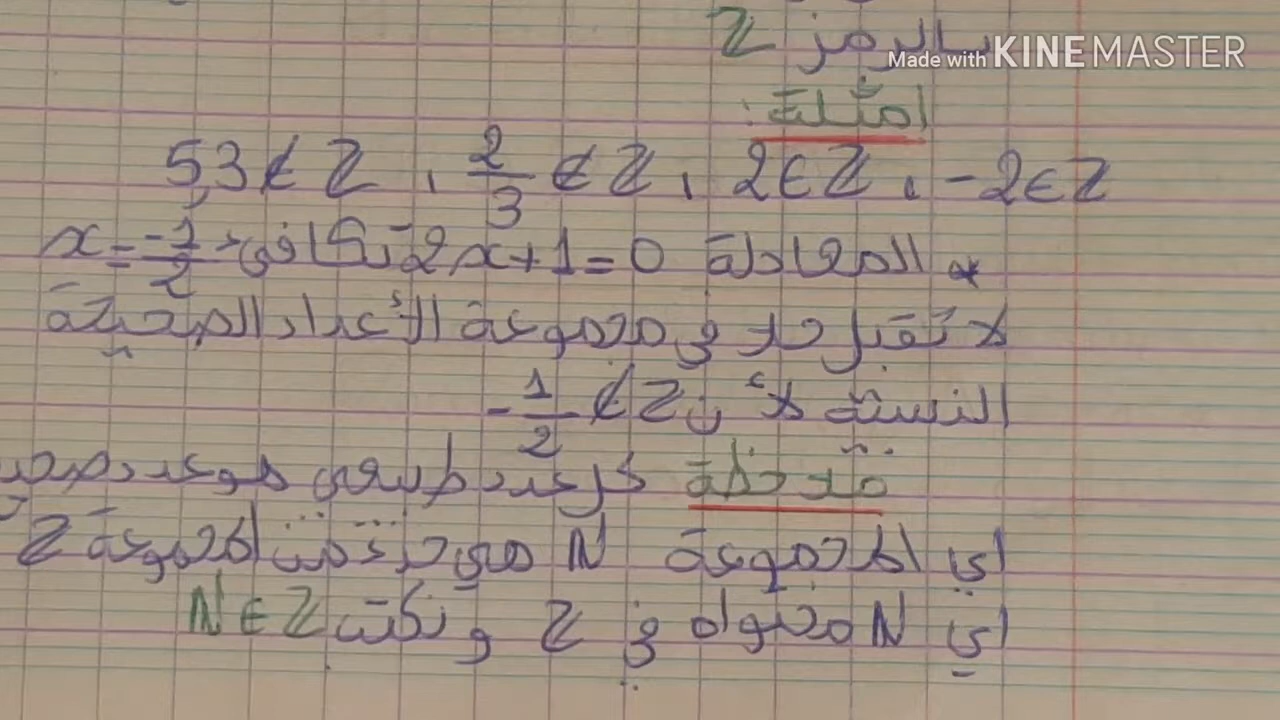 بالرمز Z
Made with KINEMASTER
أمثلة:
-2∈Z ، 2∈Z ، 2/3 ∉ Z ، 5,3 ∉ Z
* المعادلة 2x+1=0 تكافئ x = -1/2
لا تقبل حلا في مجموعة الأعداد الصحيحة
النسبية لأن -1/2 ∉ Z
ملاحظة كل عدد طبيعي هو عدد صحيح
أي المجموعة N هي جزء من المجموعة Z
أي N محتواة في Z ونكتب N∈Z